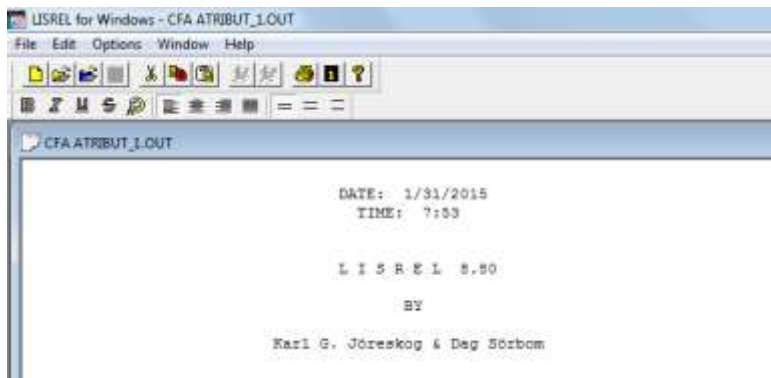 LISREL for Windows - CFA ATRIBUT_1.OUT
File Edit Options Window Help
B I U S
CFA ATRIBUT_1.OUT
DATE: 1/31/2015
TIME: 7:53
L I S R E L 8.80
BY
Karl G. Jöreskog & Dag Sörbom